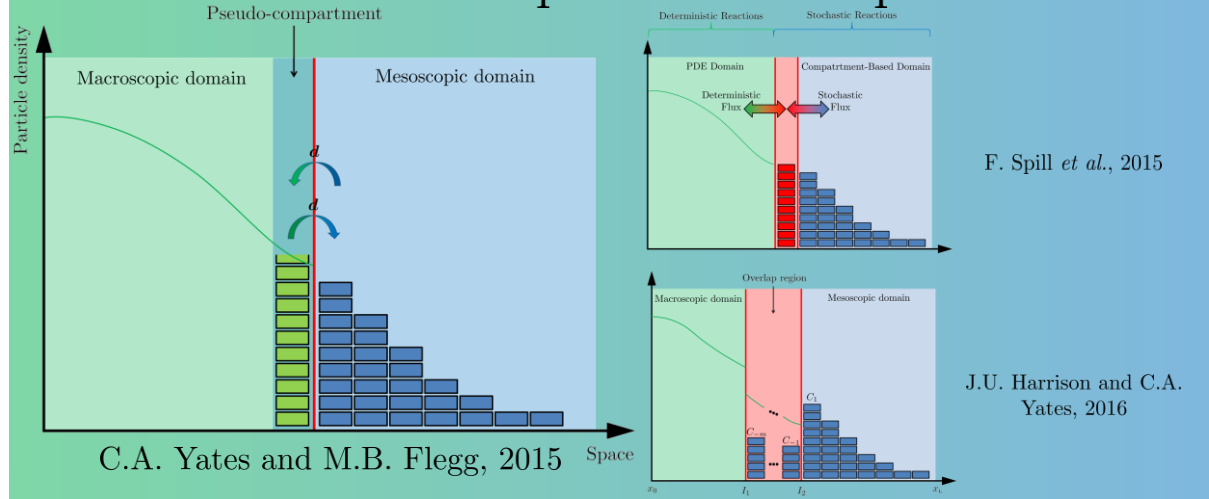 Pseudo-compartment
Particle density
Macroscopic domain
Mesoscopic domain
d
d
Space
C.A. Yates and M.B. Flegg, 2015
Deterministic Reactions
Stochastic Reactions
PDE Domain
Compatrtment-Based Domain
Deterministic
Flux
Stochastic
Flux
F. Spill et al., 2015
Overlap region
Macroscopic domain
Mesoscopic domain
C₁
C₋ₘ
C₋₁
x₀
I₁
I₂
J.U. Harrison and C.A.
Yates, 2016